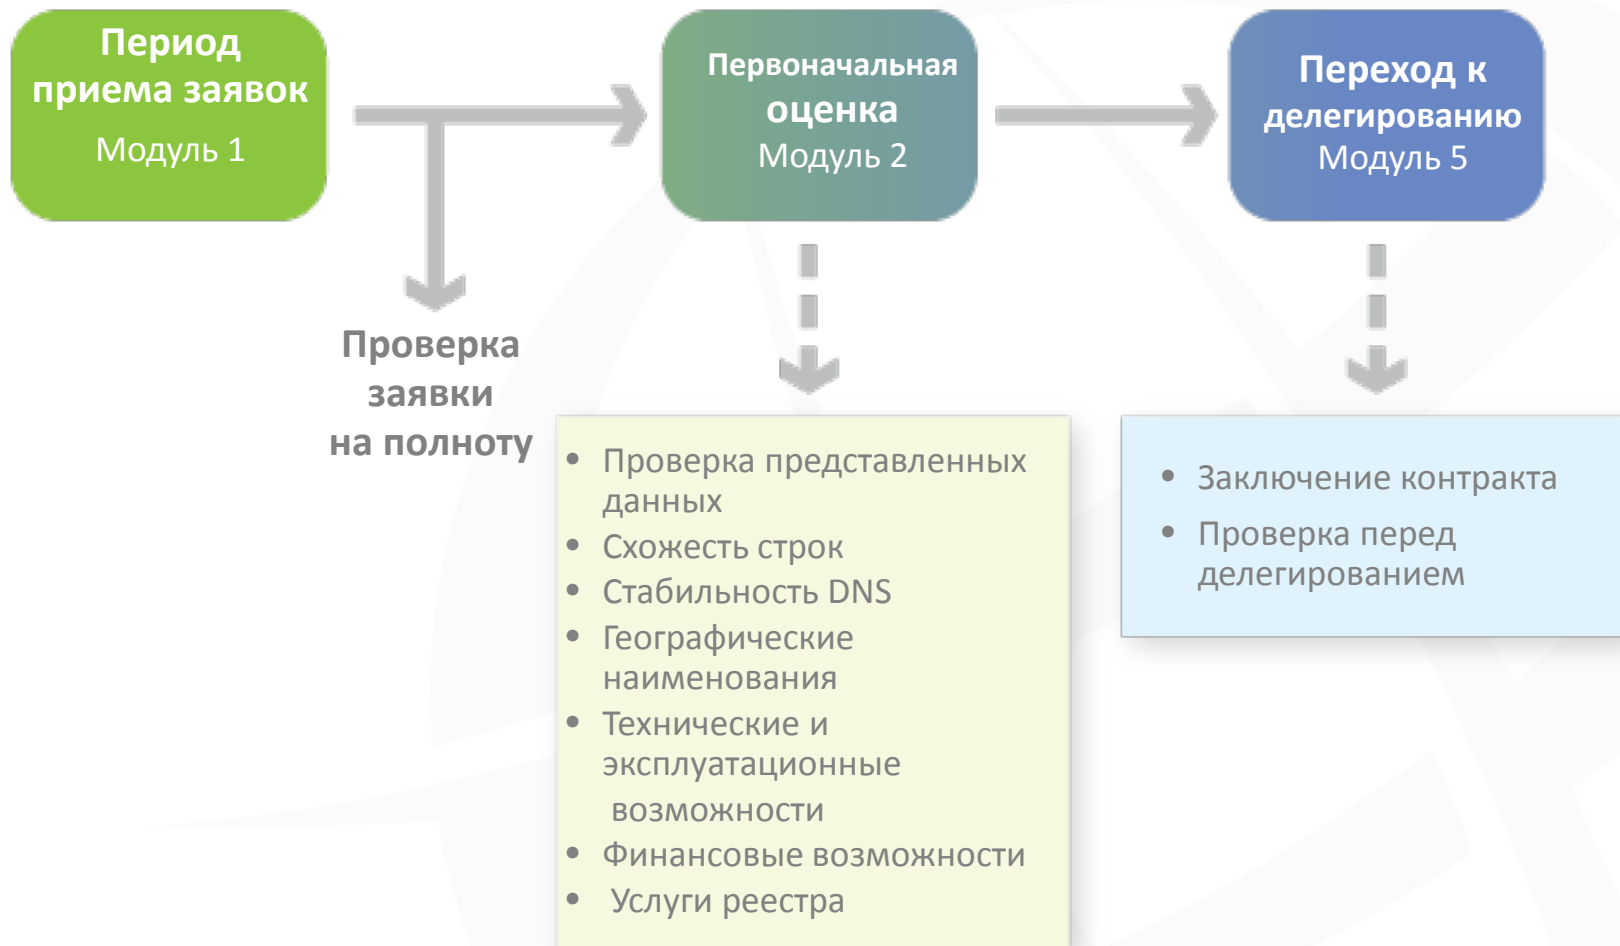 Период
приема заявок
Модуль 1
Первоначальная
оценка
Модуль 2
Переход к
делегированию
Модуль 5
Проверка
заявки
на полноту
• Проверка представленных
данных
• Схожесть строк
• Стабильность DNS
• Географические
наименования
• Технические и
эксплуатационные
возможности
• Финансовые возможности
• Услуги реестра
• Заключение контракта
• Проверка перед
делегированием